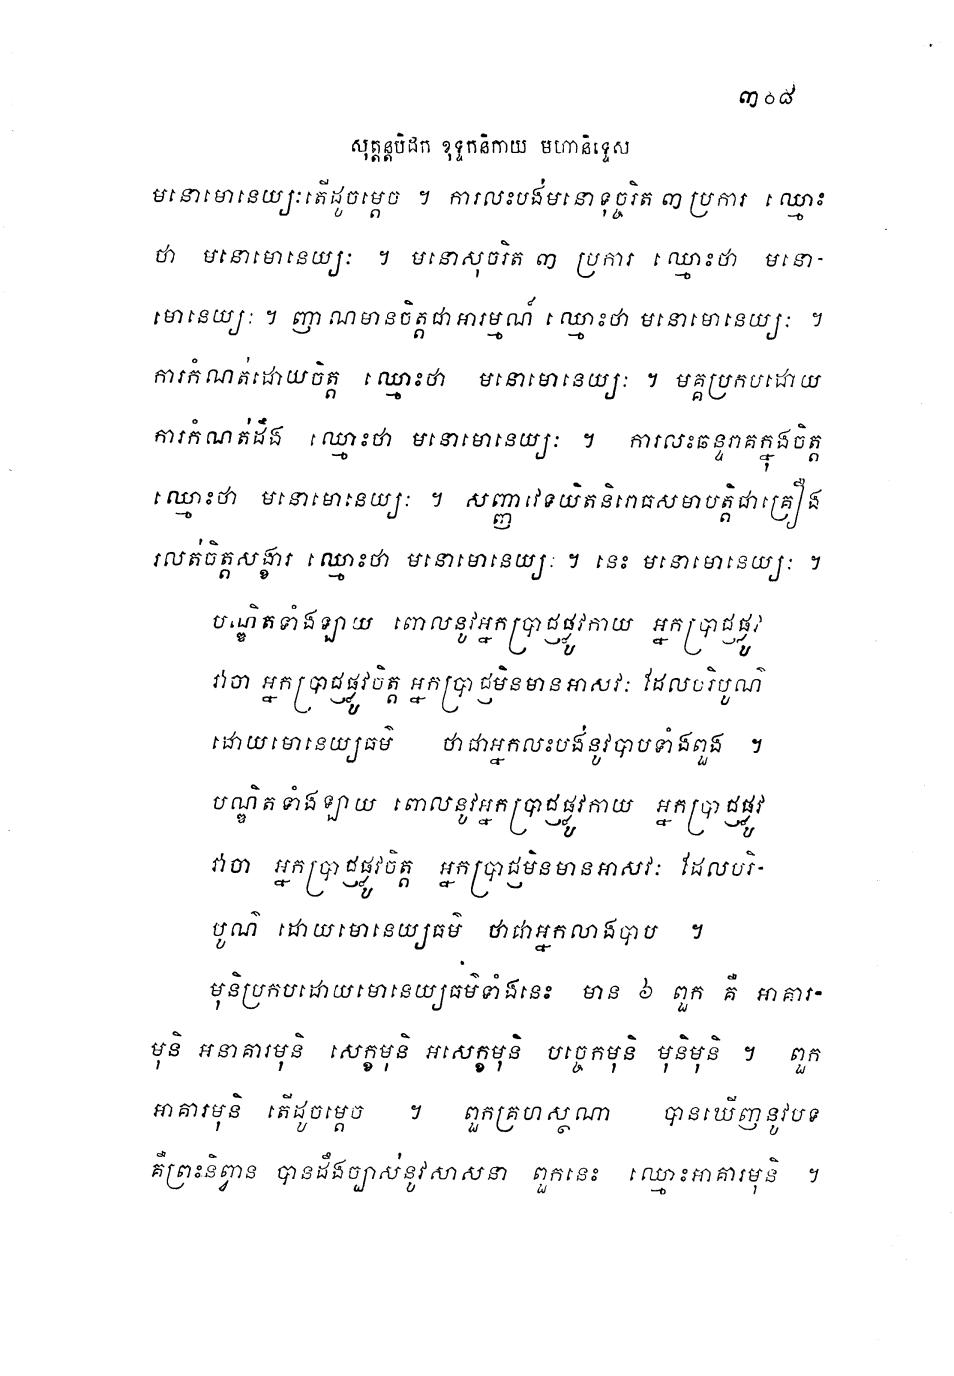 ៣០៨
សុត្តន្តបិដក ខុទ្ទកនិកាយ មហានិទ្ទេស
មនោមោនេយ្យៈតើដូចម្តេច ។ ការលះបង់មនោទុច្ចរិត ៣ ប្រការ ឈ្មោះ
ថា មនោមោនេយ្យៈ ។ មនោសុចរិត ៣ ប្រការ ឈ្មោះថា មនោ-
មោនេយ្យៈ ។ ញាណមានចិត្តជាអារម្មណ៍ ឈ្មោះថា មនោមោនេយ្យៈ ។
ការកំណត់ដោយចិត្ត ឈ្មោះថា មនោមោនេយ្យៈ ។ មគ្គប្រកបដោយ
ការកំណត់ដឹង ឈ្មោះថា មនោមោនេយ្យៈ ។ ការលះឆន្ទរាគក្នុងចិត្ត
ឈ្មោះថា មនោមោនេយ្យៈ ។ សញ្ញាវេទយិតនិរោធសមាបត្តិជាគ្រឿង
រលត់ចិត្តសង្ខារ ឈ្មោះថា មនោមោនេយ្យៈ ។ នេះ មនោមោនេយ្យៈ ។
បណ្ឌិតទាំងឡាយ ពោលនូវអ្នកប្រាជ្ញផ្លូវកាយ អ្នកប្រាជ្ញផ្លូវ
វាចា អ្នកប្រាជ្ញផ្លូវចិត្ត អ្នកប្រាជ្ញមិនមានអាសវៈ ដែលបរិបូណ៌
ដោយមោនេយ្យធម៌ ថាជាអ្នកលះបង់នូវបាបទាំងពួង ។
បណ្ឌិតទាំងឡាយ ពោលនូវអ្នកប្រាជ្ញផ្លូវកាយ អ្នកប្រាជ្ញផ្លូវ
វាចា អ្នកប្រាជ្ញផ្លូវចិត្ត អ្នកប្រាជ្ញមិនមានអាសវៈ ដែលបរិ-
បូណ៌ ដោយមោនេយ្យធម៌ ថាជាអ្នកលាងបាប ។
មុនិប្រកបដោយមោនេយ្យធម៌ទាំងនេះ មាន ៦ ពួក គឺ អាគារ-
មុនិ អនាគារមុនិ សេក្ខមុនិ អសេក្ខមុនិ បច្ចេកមុនិ មុនិមុនិ ។ ពួក
អាគារមុនិ តើដូចម្តេច ។ ពួកគ្រហស្ថណា បានឃើញនូវបទ
គឺព្រះនិព្វាន បានដឹងច្បាស់នូវសាសនា ពួកនេះ ឈ្មោះអាគារមុនិ ។